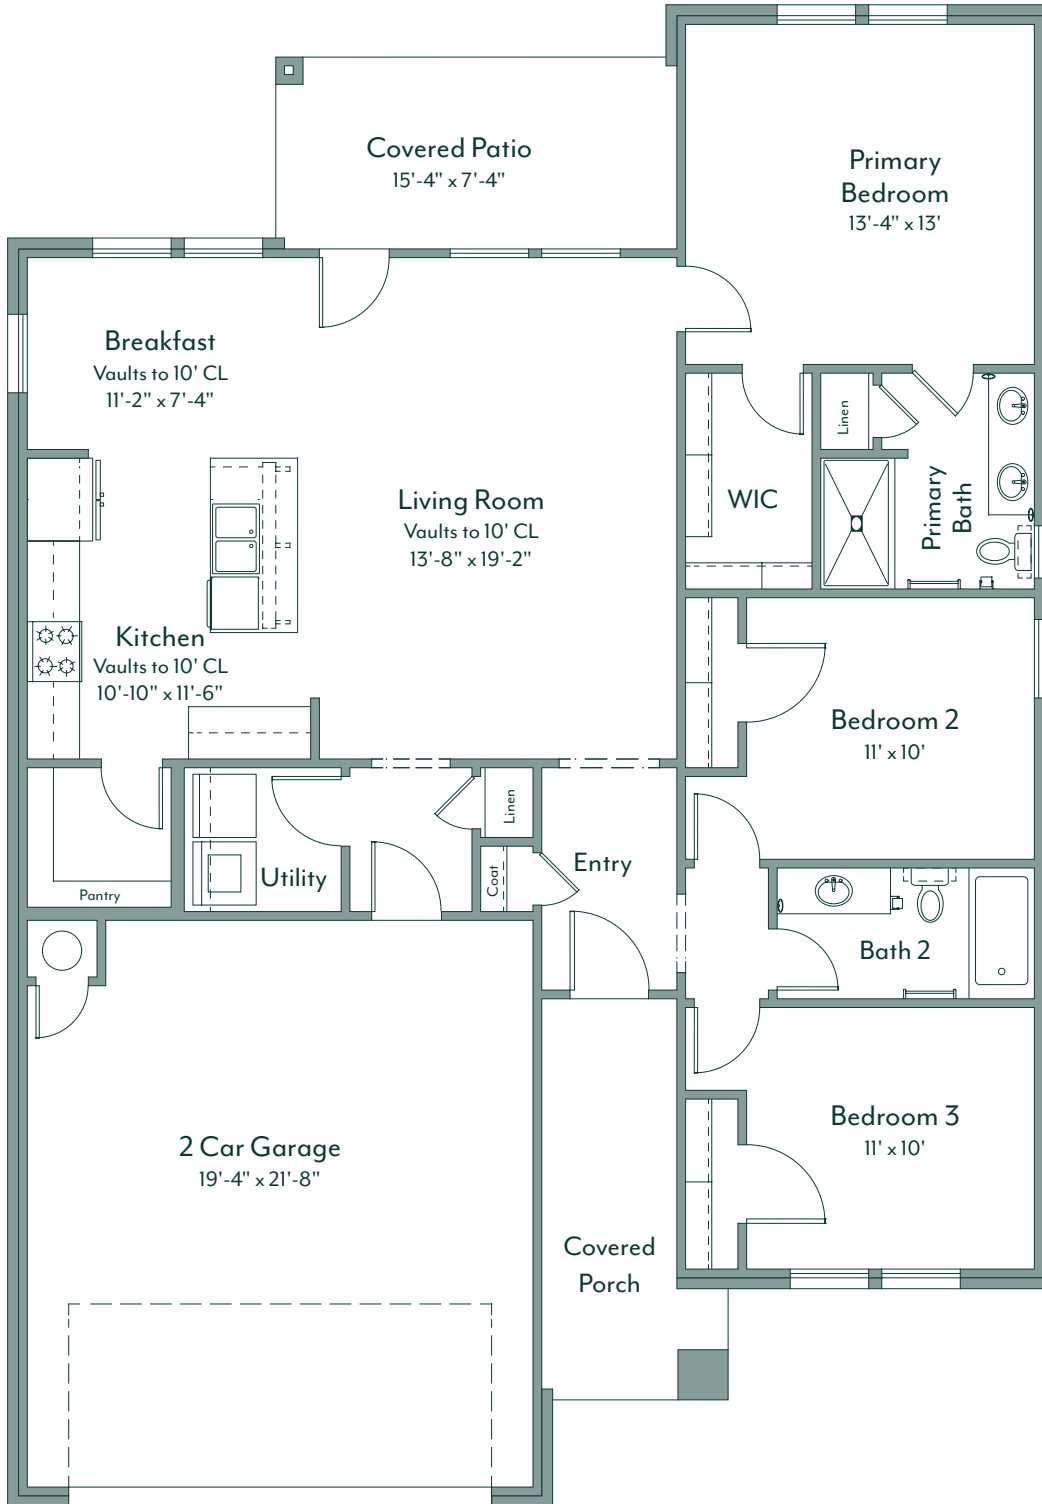 Covered Patio
15'-4" x 7'-4"
Primary
Bedroom
13'-4" x 13'
Breakfast
Vaults to 10' CL
11'-2" x 7'-4"
Linen
Living Room
Vaults to 10' CL
13'-8" x 19'-2"
WIC
Primary
Bath
Kitchen
Vaults to 10' CL
10'-10" x 11'-6"
Bedroom 2
11' x 10'
Linen
Pantry
Utility
Coat
Entry
Bath 2
2 Car Garage
19'-4" x 21'-8"
Bedroom 3
11' x 10'
Covered
Porch